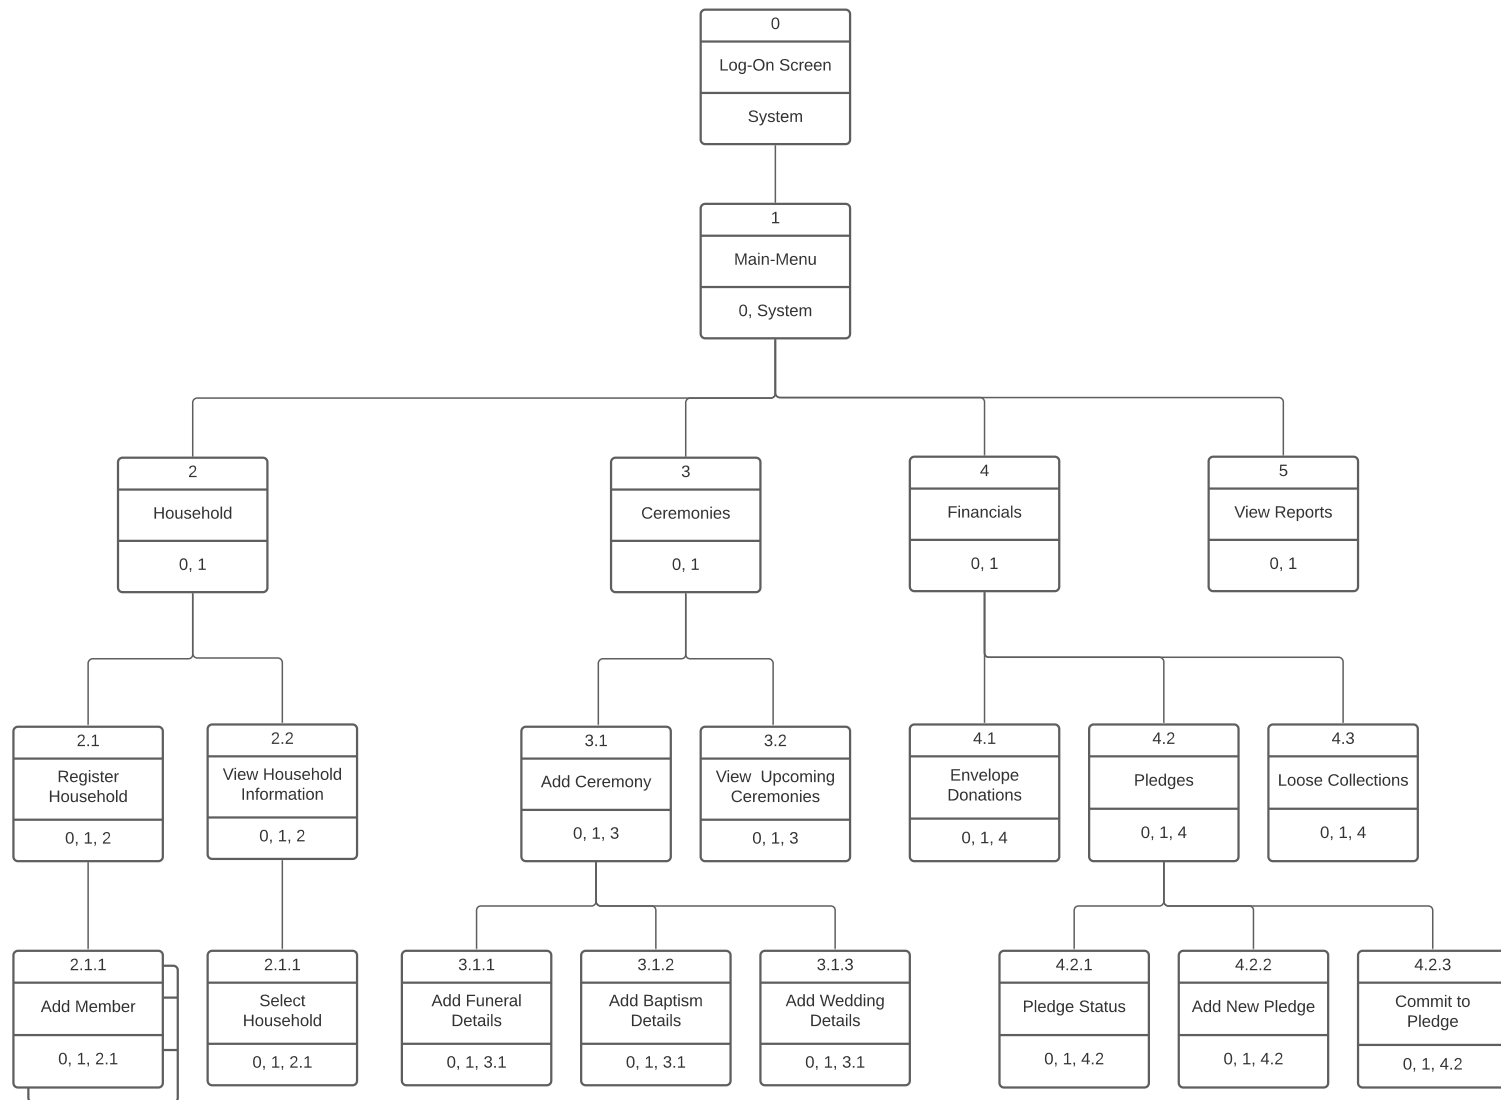 0
Log-On Screen
System
1
Main-Menu
0, System
2
Household
0, 1
3
Ceremonies
0, 1
4
Financials
0, 1
5
View Reports
0, 1
2.1
Register
Household
0, 1, 2
2.2
View Household
Information
0, 1, 2
3.1
Add Ceremony
0, 1, 3
3.2
View  Upcoming
Ceremonies
0, 1, 3
4.1
Envelope
Donations
0, 1, 4
4.2
Pledges
0, 1, 4
4.3
Loose Collections
0, 1, 4
2.1.1
Add Member
0, 1, 2.1
2.1.1
Select
Household
0, 1, 2.1
3.1.1
Add Funeral
Details
0, 1, 3.1
3.1.2
Add Baptism
Details
0, 1, 3.1
3.1.3
Add Wedding
Details
0, 1, 3.1
4.2.1
Pledge Status
0, 1, 4.2
4.2.2
Add New Pledge
0, 1, 4.2
4.2.3
Commit to
Pledge
0, 1, 4.2